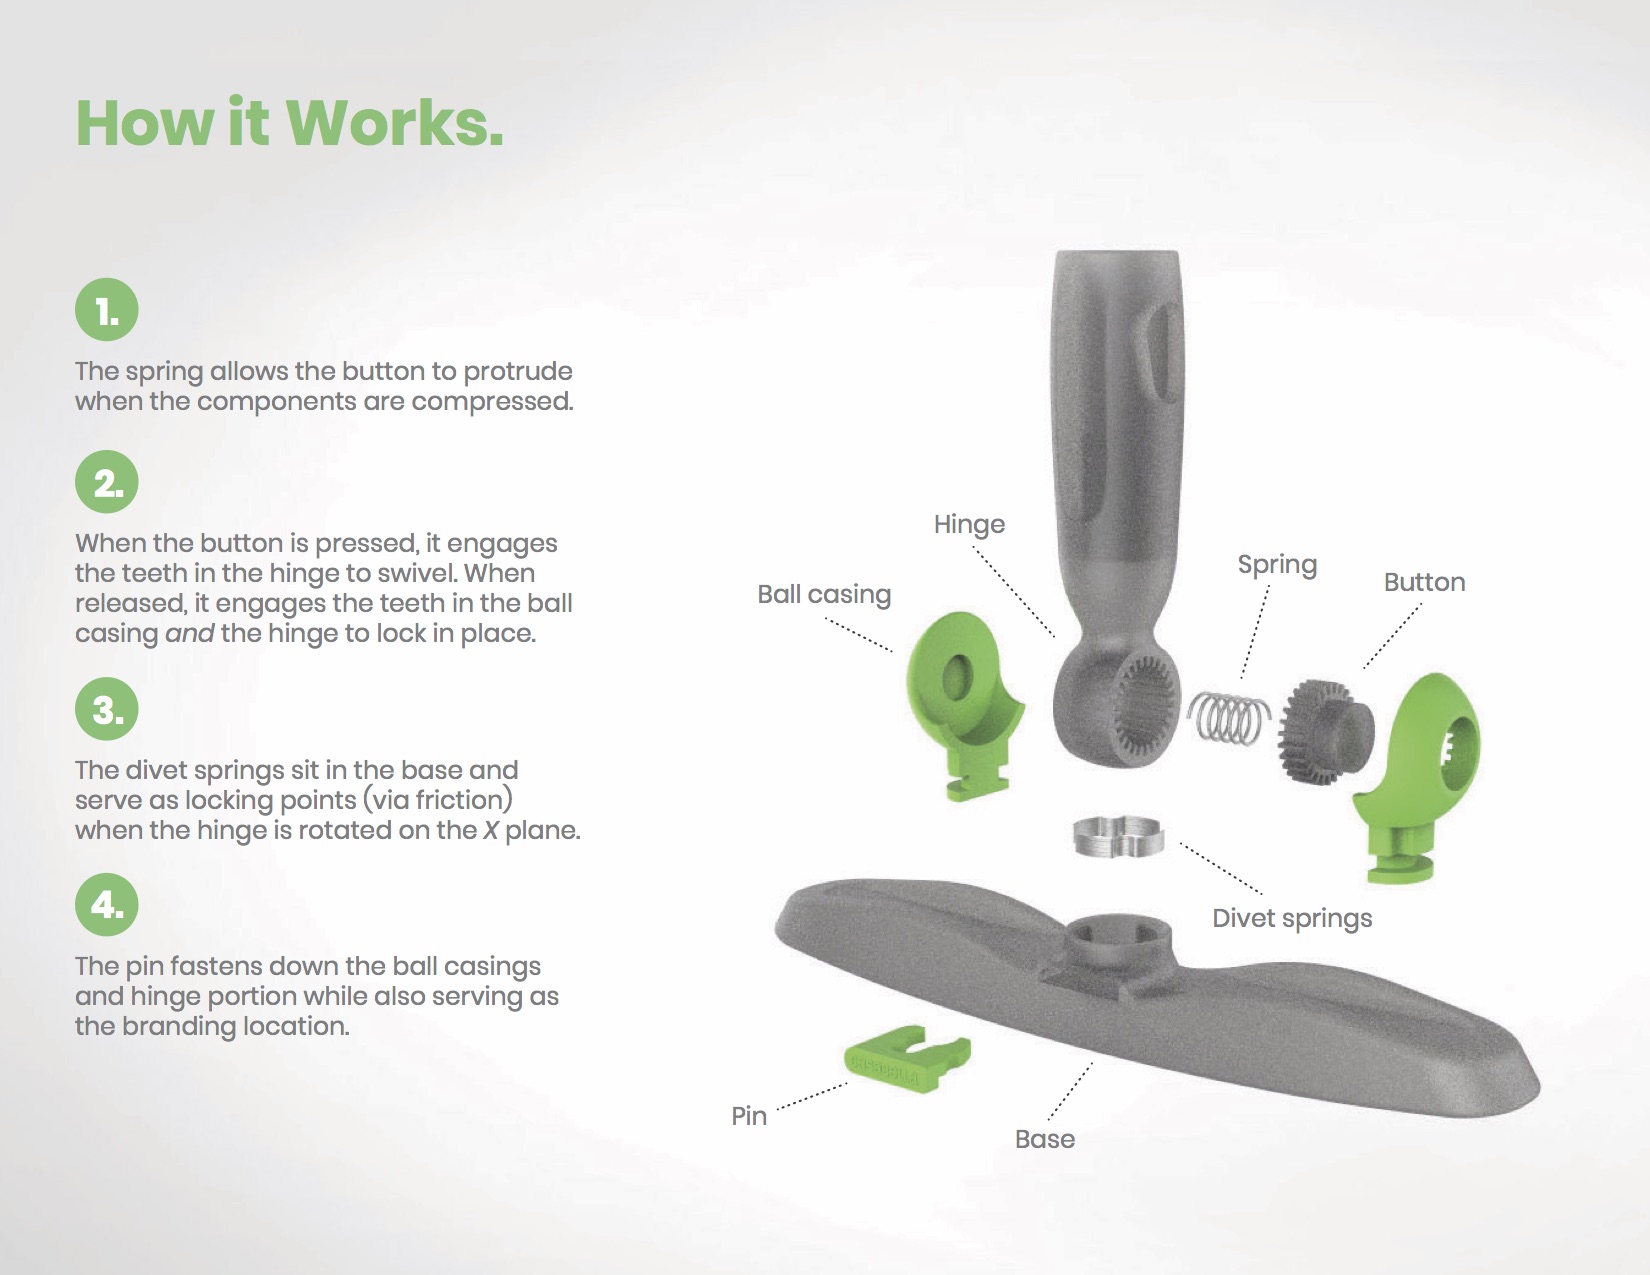 How it Works.
1.
The spring allows the button to protrude
when the components are compressed.
2.
When the button is pressed, it engages
the teeth in the hinge to swivel. When
released, it engages the teeth in the ball
casing and the hinge to lock in place.
3.
The divet springs sit in the base and
serve as locking points (via friction)
when the hinge is rotated on the X plane.
4.
The pin fastens down the ball casings
and hinge portion while also serving as
the branding location.
Hinge
Spring
Button
Ball casing
Divet springs
Pin
Base